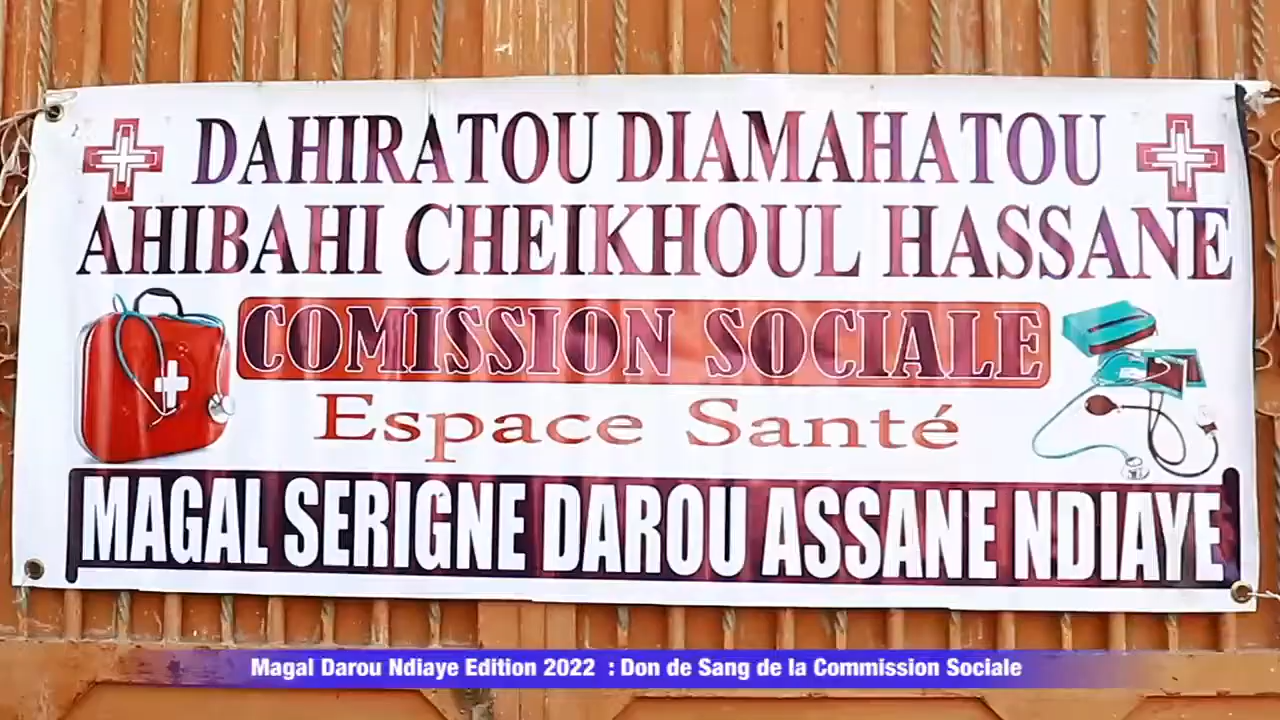 DAHIRATOU DIAMAHATOU
AHIBAHI CHEIKHOUL HASSANE
COMISSION SOCIALE
Espace Santé
MAGAL SERIGNE DAROU ASSANE NDIAYE
Magal Darou Ndiaye Edition 2022 : Don de Sang de la Commission Sociale